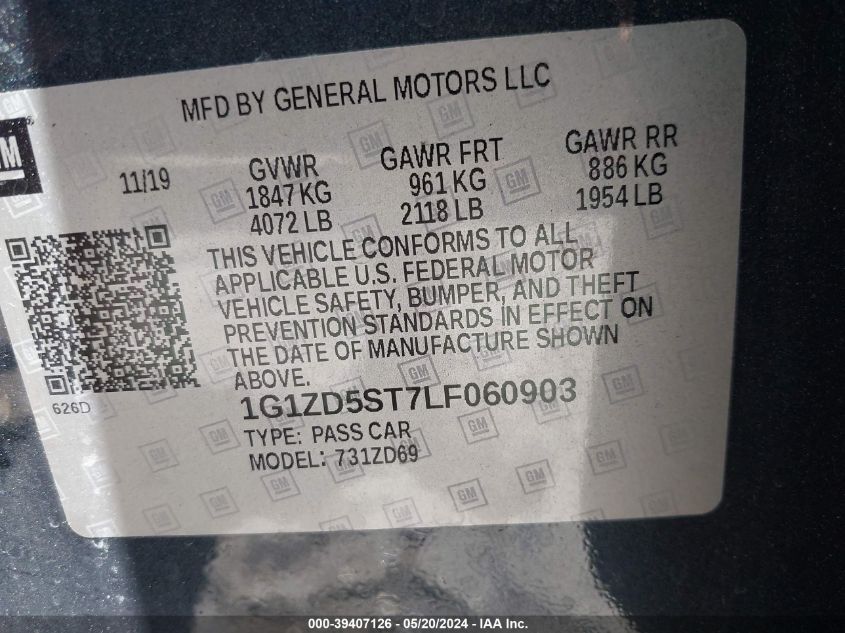 MFD BY GENERAL MOTORS LLC
GM
11/19
GVWR
1847 KG
4072 LB
GAWR FRT
961 KG
2118 LB
GAWR RR
886 KG
1954 LB
THIS VEHICLE CONFORMS TO ALL
APPLICABLE U.S. FEDERAL MOTOR
VEHICLE SAFETY, BUMPER, AND THEFT
PREVENTION STANDARDS IN EFFECT ON
THE DATE OF MANUFACTURE SHOWN
ABOVE.
626D
1G1ZD5ST7LF060903
TYPE: PASS CAR
MODEL: 731ZD69
000-39407126 - 05/20/2024 - IAA Inc.